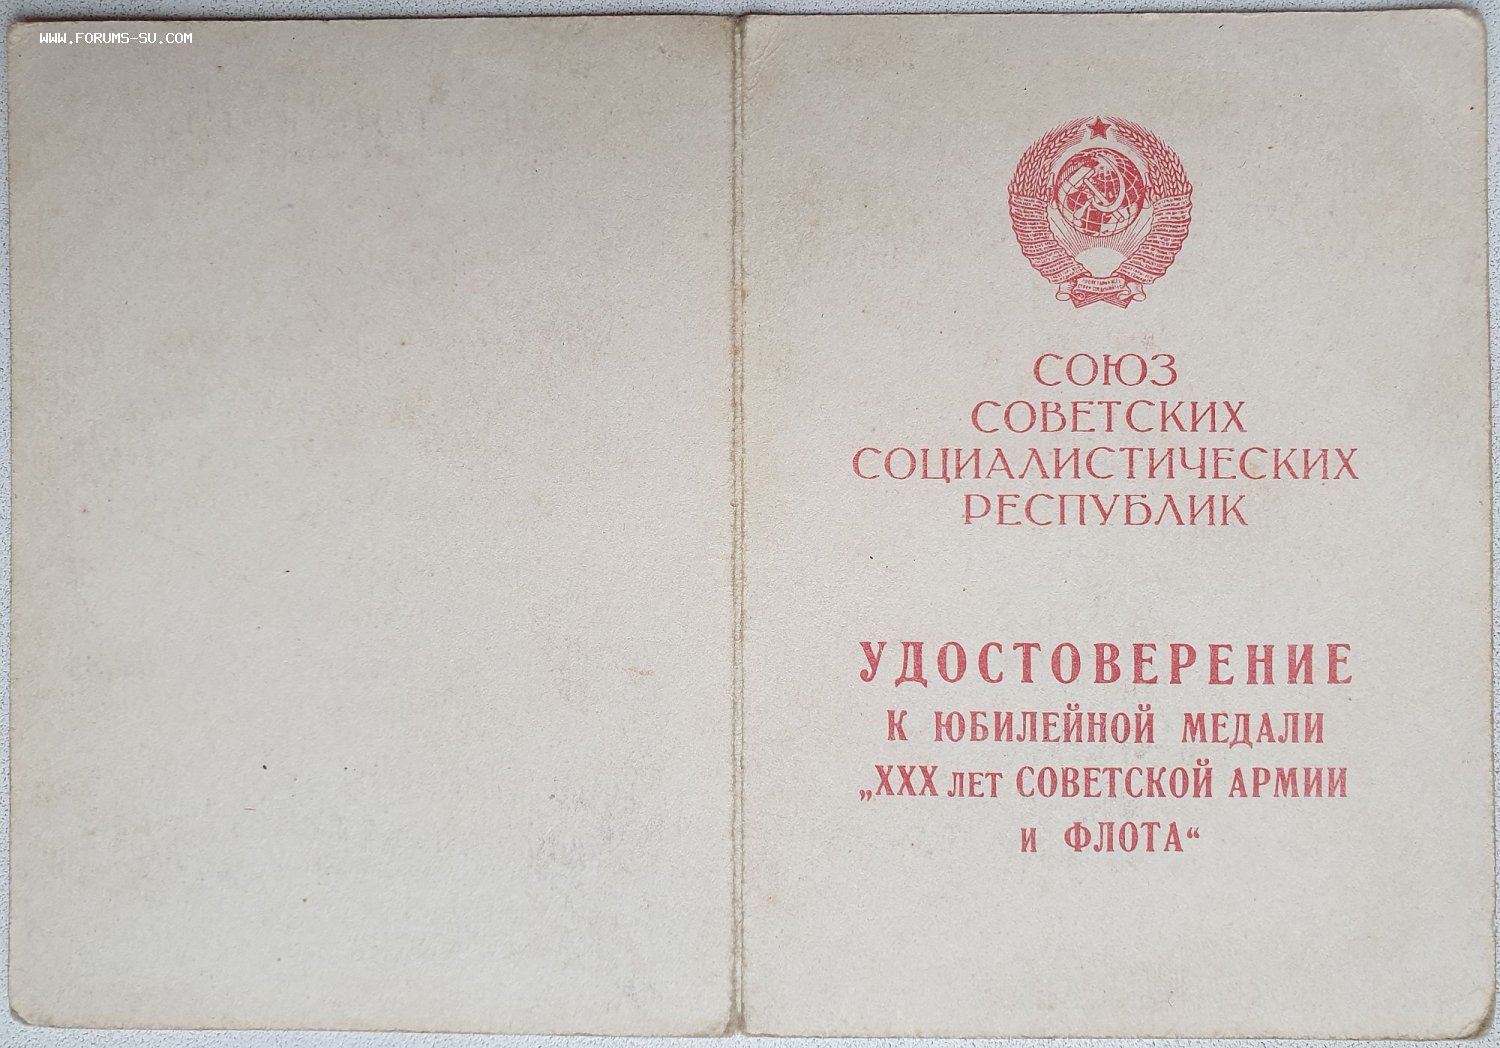 WWW.FORUMS-SU.COM
СОЮЗ
СОВЕТСКИХ
СОЦИАЛИСТИЧЕСКИХ
РЕСПУБЛИК
УДОСТОВЕРЕНИЕ
К ЮБИЛЕЙНОЙ МЕДАЛИ
„XXX ЛЕТ СОВЕТСКОЙ АРМИИ
И ФЛОТА“